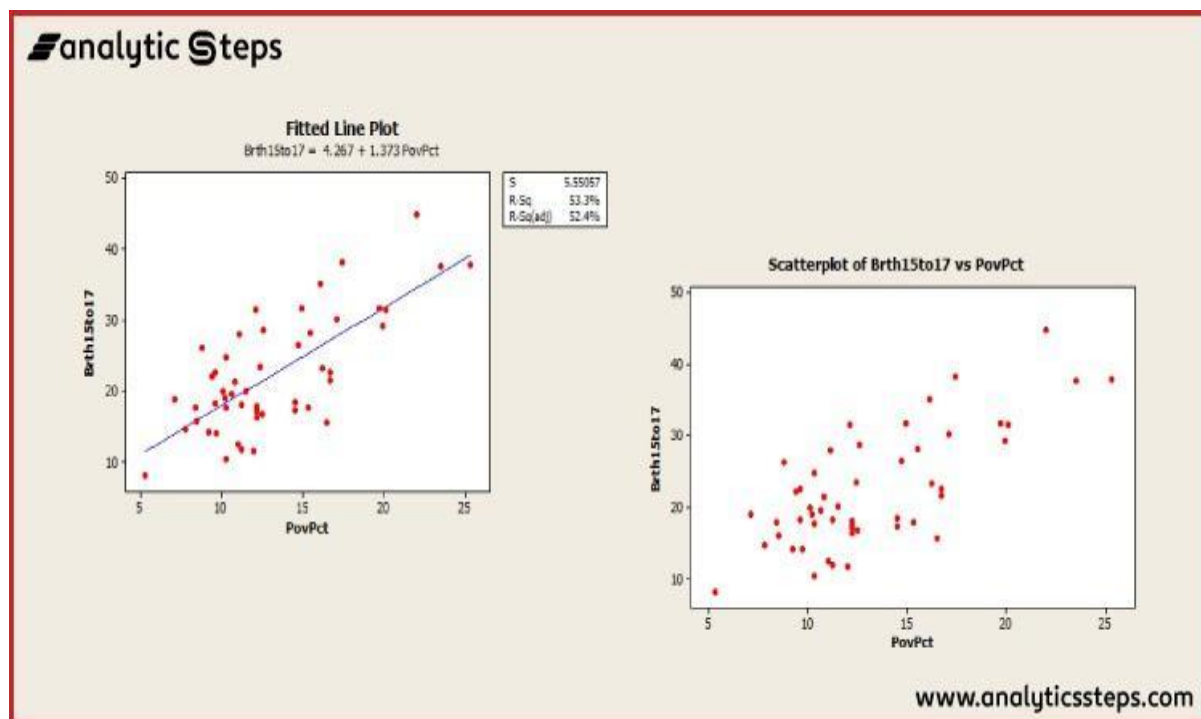 analytic Steps
Fitted Line Plot
Brth15to17 = 4.267 + 1.373 PovPct
S 5.55057
R-Sq 53.3%
R-Sq(adj) 52.4%
50
40
30
20
10
Brth15to17
5 10 15 20 25
PovPct
Scatterplot of Brth15to17 vs PovPct
50
40
30
20
10
Brth15to17
5 10 15 20 25
PovPct
www.analyticssteps.com